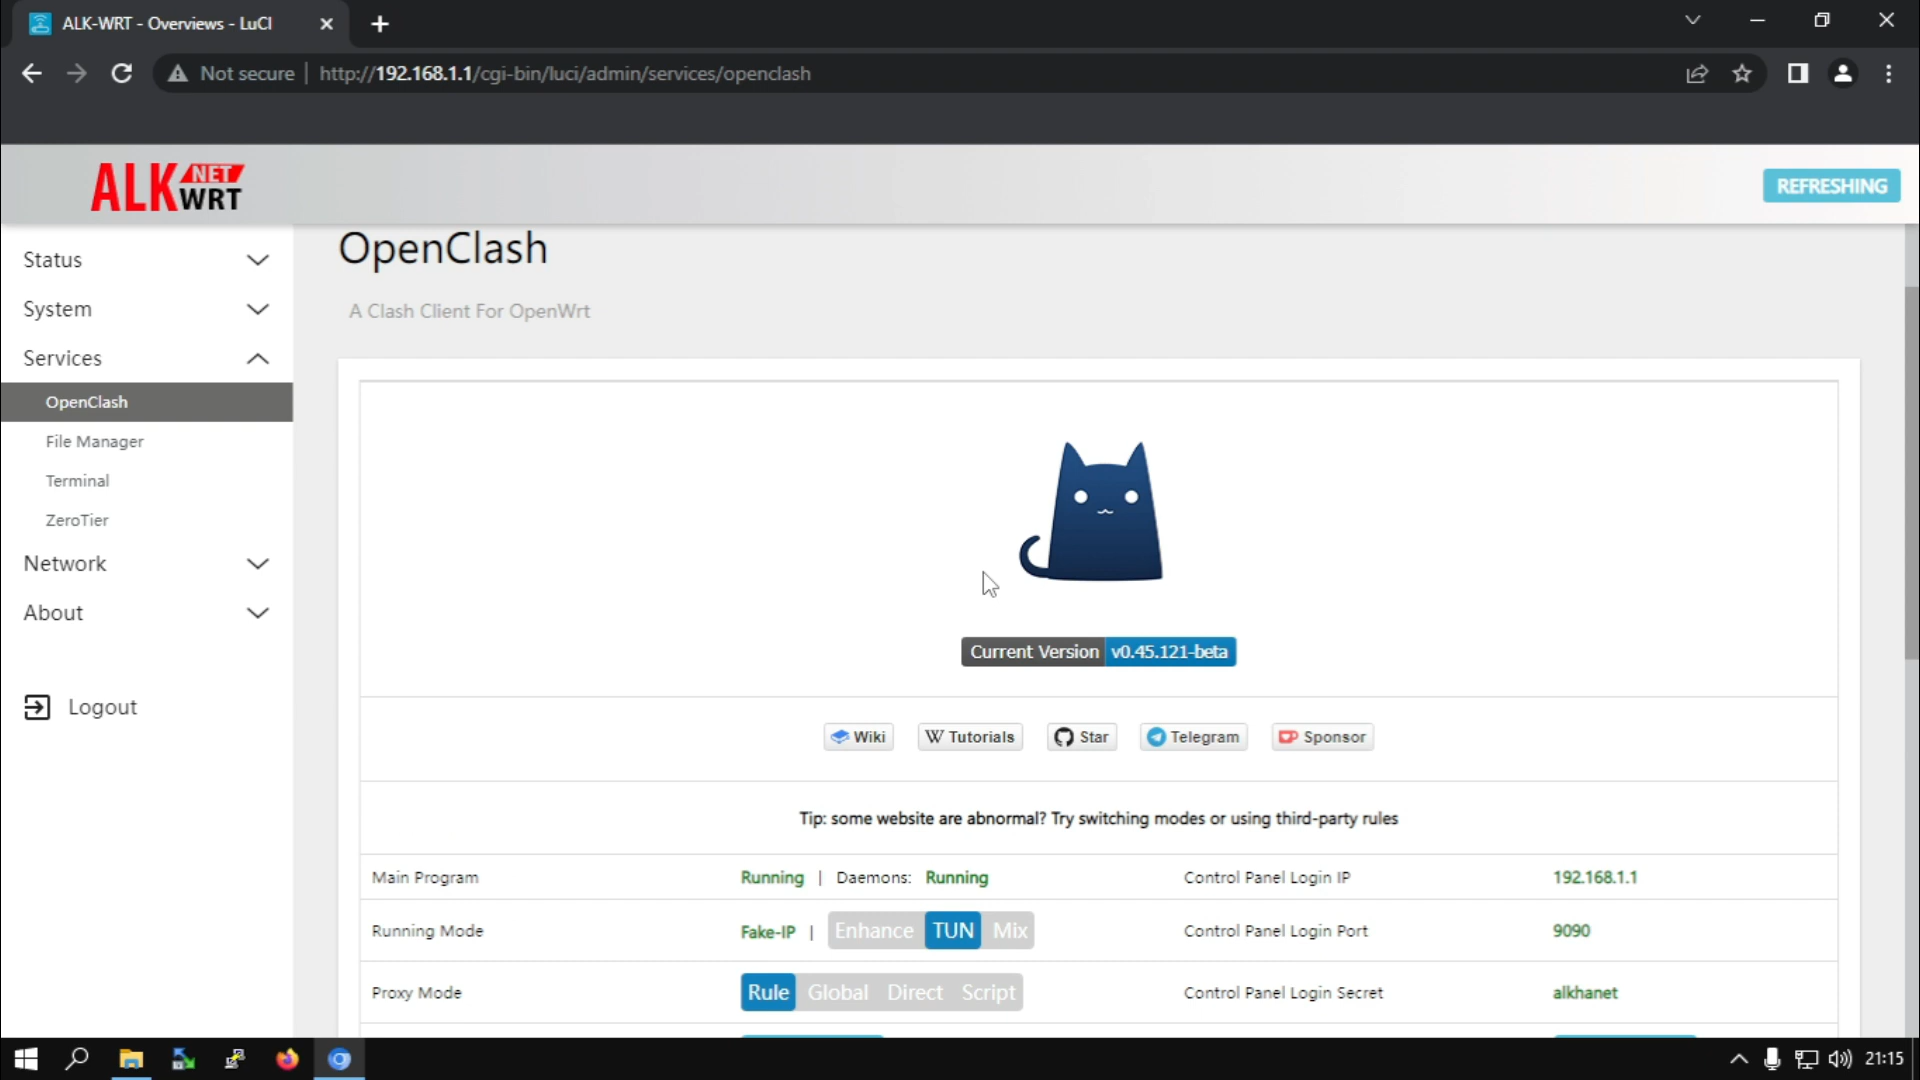 ALK-WRT - Overviews - LuCI
Not secure | http://192.168.1.1/cgi-bin/luci/admin/services/openclash
ALK NET WRT
REFRESHING
Status
System
Services
OpenClash
File Manager
Terminal
ZeroTier
Network
About
Logout
OpenClash
A Clash Client For OpenWrt
Current Version v0.45.121-beta
Wiki Tutorials Star Telegram Sponsor
Tip: some website are abnormal? Try switching modes or using third-party rules
Main Program Running | Daemons: Running Control Panel Login IP 192.168.1.1
Running Mode Fake-IP | Enhance TUN Mix Control Panel Login Port 9090
Proxy Mode Rule Global Direct Script Control Panel Login Secret alkhanet
21:15